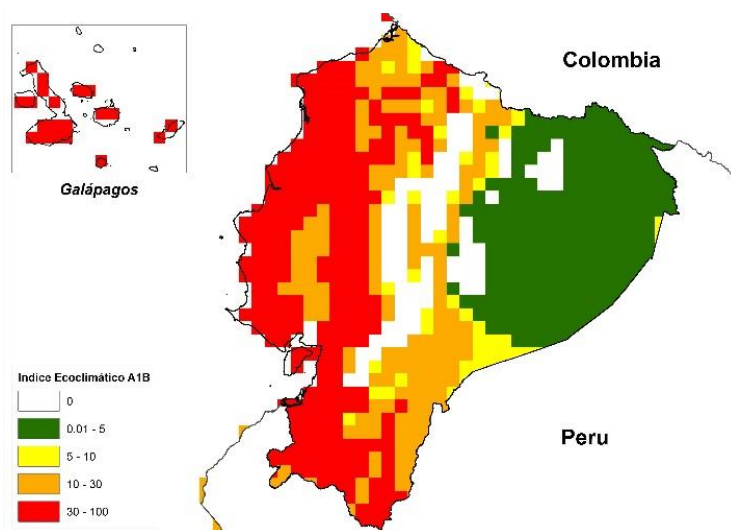 Colombia
Galápagos
Peru
Indice Ecoclimático A1B
0
0.01 - 5
5 - 10
10 - 30
30 - 100